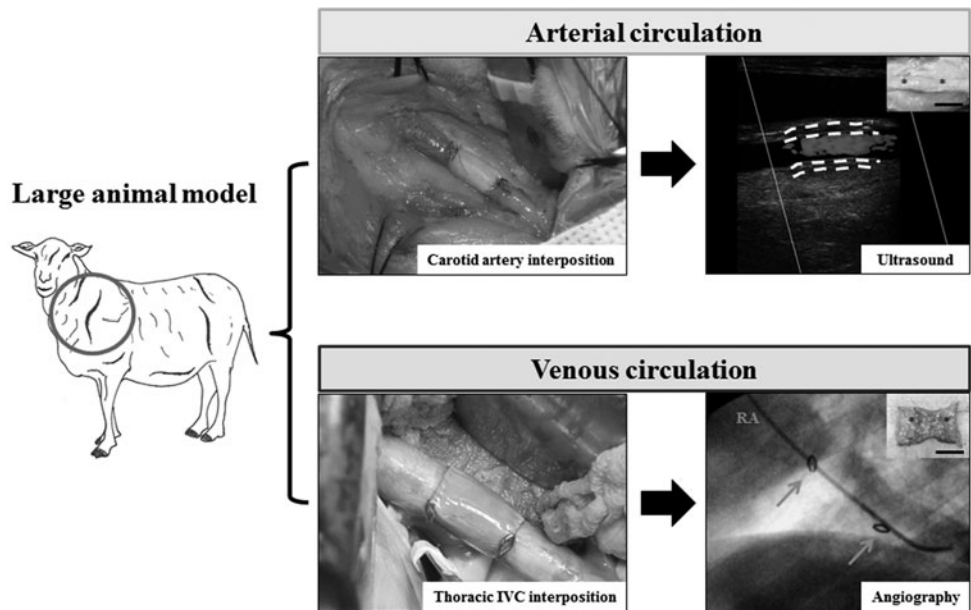 Arterial circulation
Large animal model
Carotid artery interposition
Ultrasound
Venous circulation
RA
Thoracic IVC interposition
Angiography